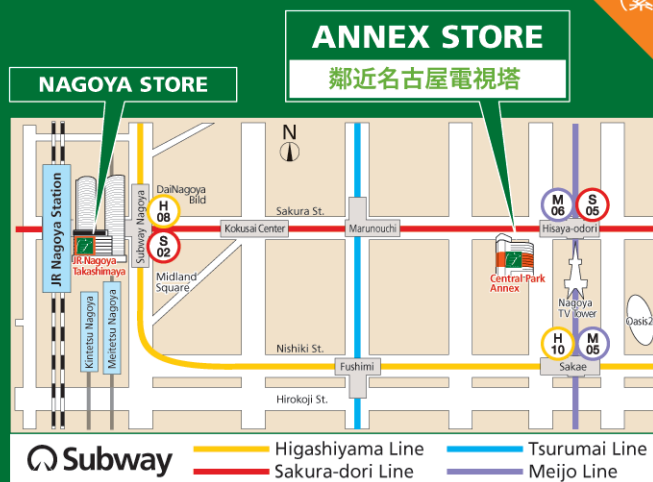 ANNEX STORE
鄰近名古屋電視塔
NAGOYA STORE
N
JR Nagoya Station
DaiNagoya
Bild
Subway Nagoya
H
08
S
02
Sakura St.
Kokusai Center
Marunouchi
M
06
S
05
Hisaya-odori
JR Nagoya
Takashimaya
Central Park
Annex
Midland
Square
Kintetsu Nagoya
Meitetsu Nagoya
Nagoya
TV Tower
Oasis2
Nishiki St.
H
10
M
05
Fushimi
Sakae
Hirokoji St.
Subway
Higashiyama Line
Tsurumai Line
Sakura-dori Line
Meijo Line